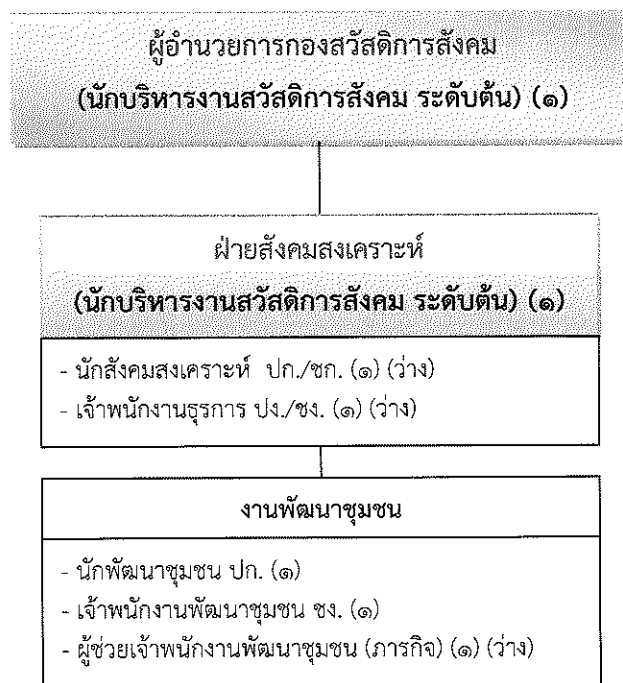 ผู้อำนวยการกองสวัสดิการสังคม
(นักบริหารงานสวัสดิการสังคม ระดับต้น) (๑)
ฝ่ายสังคมสงเคราะห์
(นักบริหารงานสวัสดิการสังคม ระดับต้น) (๑)
- นักสังคมสงเคราะห์ ปก./ชก. (๑) (ว่าง)
- เจ้าพนักงานธุรการ ปง./ชง. (๑) (ว่าง)
งานพัฒนาชุมชน
- นักพัฒนาชุมชน ปก. (๑)
- เจ้าพนักงานพัฒนาชุมชน ชง. (๑)
- ผู้ช่วยเจ้าพนักงานพัฒนาชุมชน (ภารกิจ) (๑) (ว่าง)